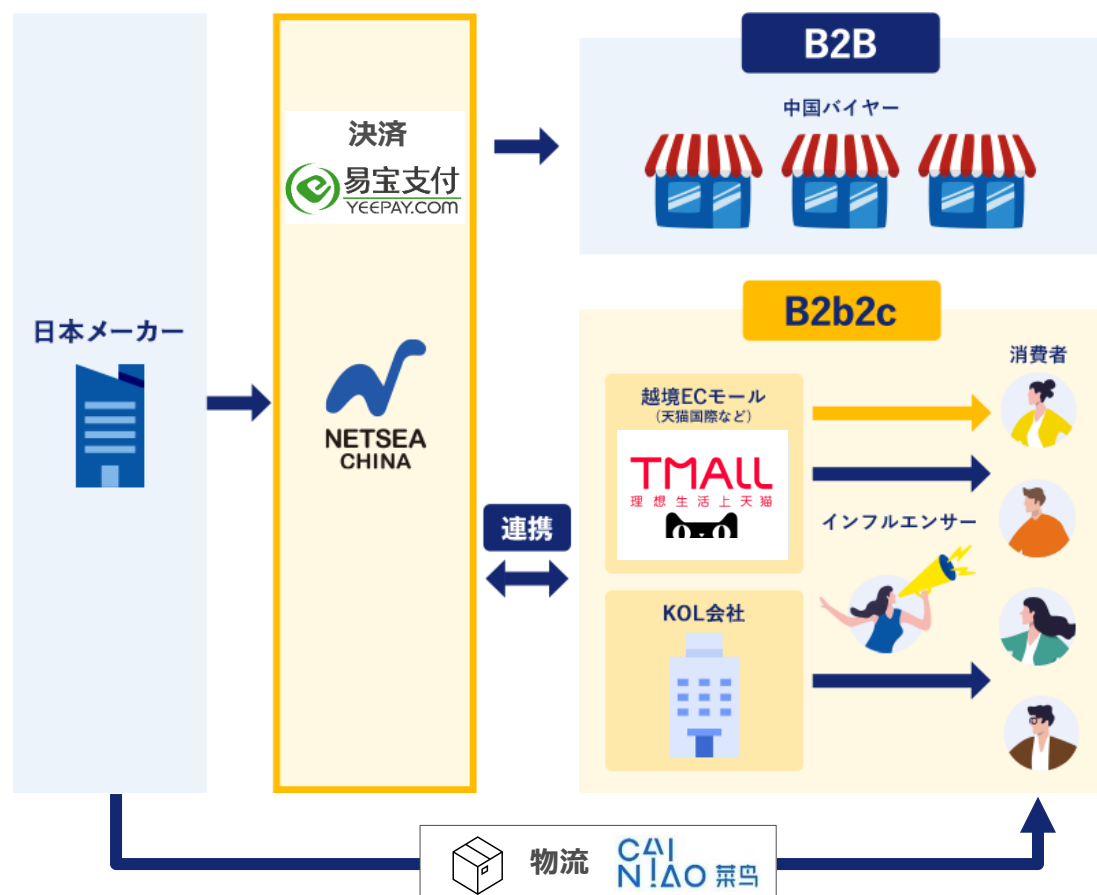 日本メーカー
決済
易宝支付
YEEPAY.COM
NETSEA
CHINA
連携
B2B
中国バイヤー
B2b2c
消費者
越境ECモール
(天猫国際など)
TMALL
理想生活上天猫
インフルエンサー
KOL会社
物流
CAI
NIAO 菜鸟